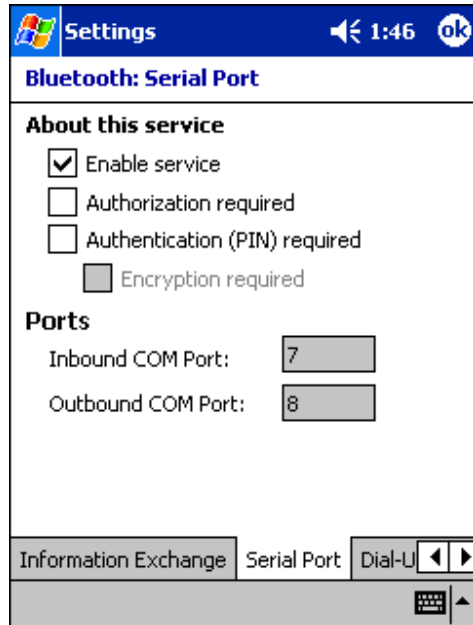 Settings 1:46 ok
Bluetooth: Serial Port
About this service
Enable service
Authorization required
Authentication (PIN) required
Encryption required
Ports
Inbound COM Port: 7
Outbound COM Port: 8
Information Exchange Serial Port Dial-U